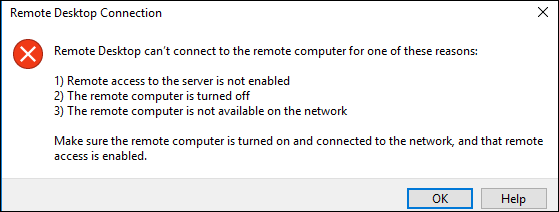 Remote Desktop Connection
Remote Desktop can't connect to the remote computer for one of these reasons:
1) Remote access to the server is not enabled
2) The remote computer is turned off
3) The remote computer is not available on the network
Make sure the remote computer is turned on and connected to the network, and that remote
access is enabled.
OK
Help